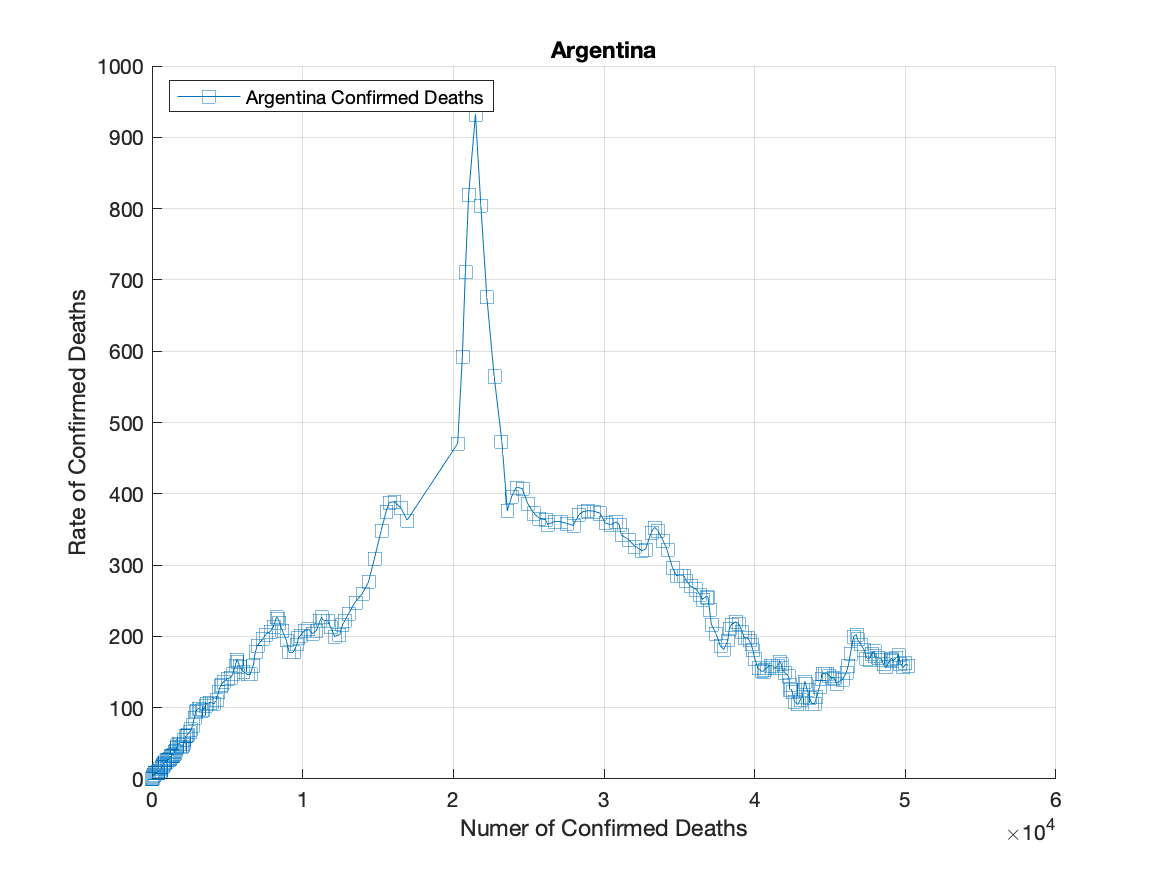 Argentina
Argentina Confirmed Deaths
Rate of Confirmed Deaths
1000
900
800
700
600
500
400
300
200
100
0
0 1 2 3 4 5 6
Numer of Confirmed Deaths
×10^4